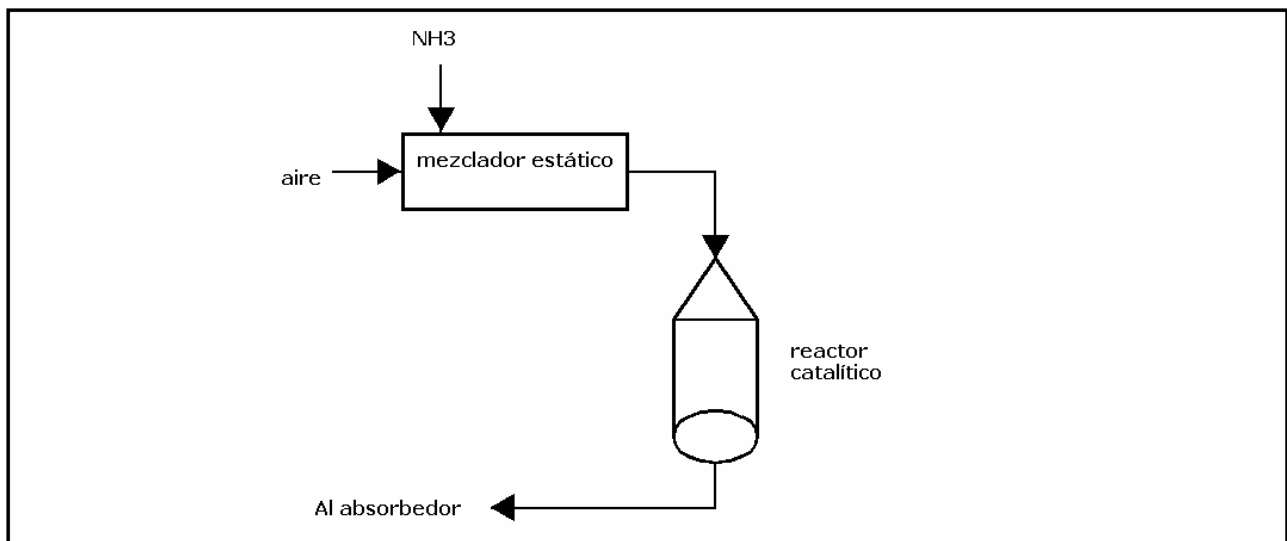 NH3
mezclador estático
aire
reactor
catalítico
Al absorbedor